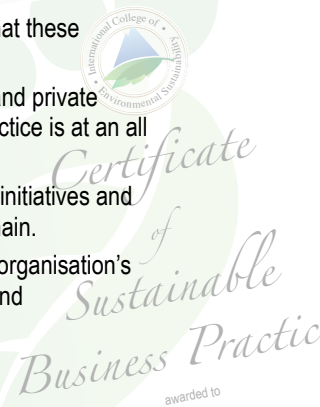 at these
International College of
Environmental Sustainability
and private
ctice is at an all
Certificate
initiatives and
of
ain.
organisation's
Sustainable
nd
Business Practic
awarded to